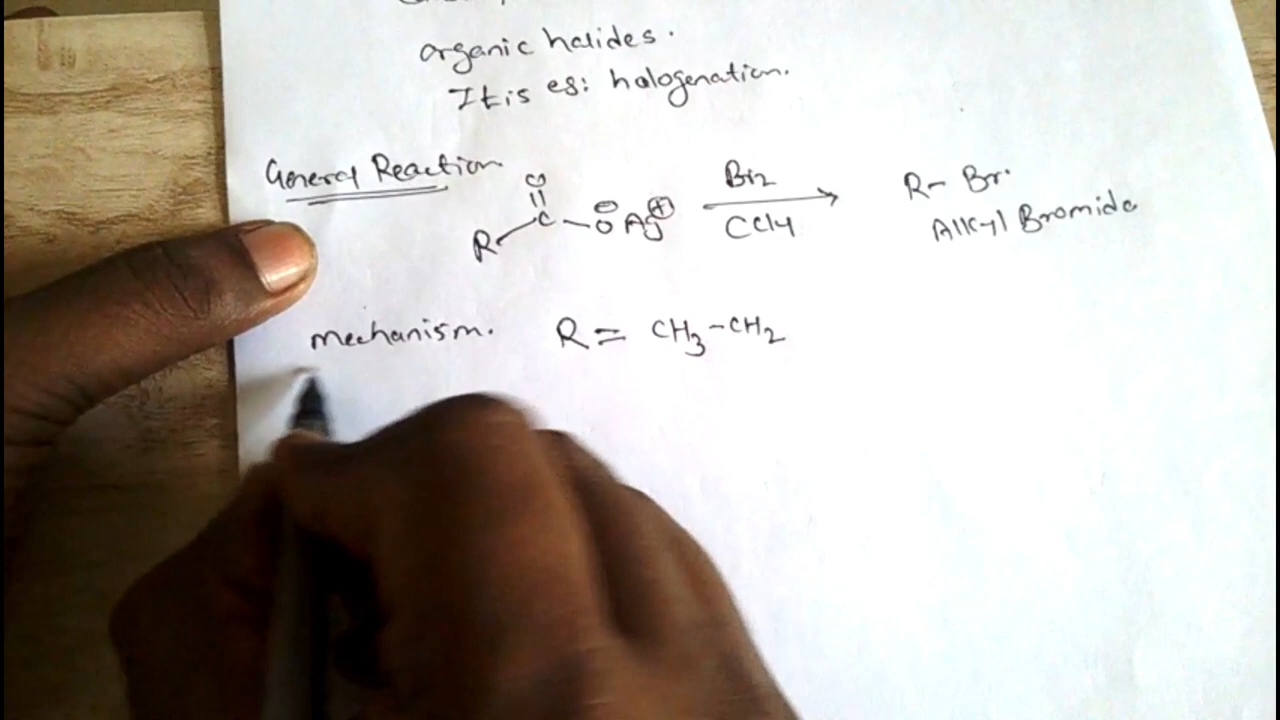 organic halides.
It is eg: halogenation.
General Reaction
O
Br2
R C O⊖ Ag⊕ → R- Br.
CCl4
Alkyl Bromide
mechanism. R = CH3-CH2